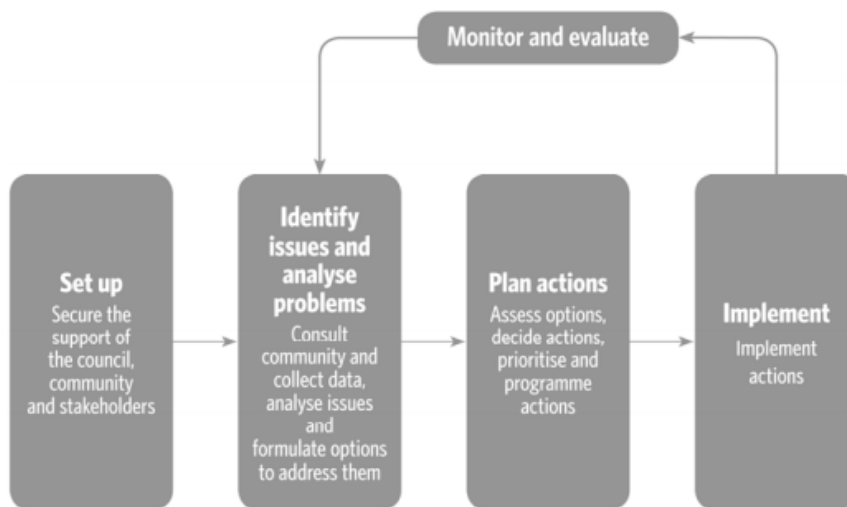 Monitor and evaluate
Set up
Secure the
support of
the council,
community
and stakeholders
Identify
issues and
analyse
problems
Consult
community and
collect data,
analyse issues
and
formulate options
to address them
Plan actions
Assess options,
decide actions,
prioritise and
programme
actions
Implement
Implement
actions